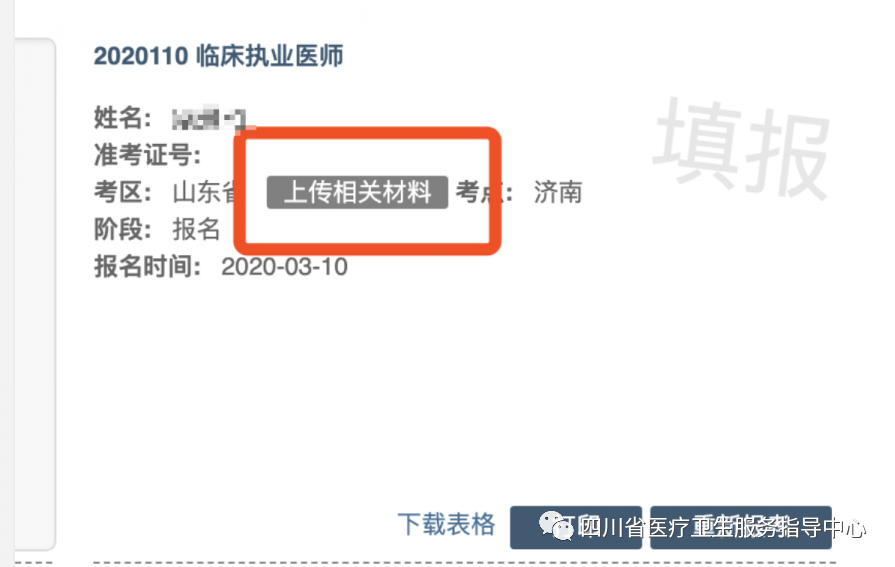 2020110 临床执业医师
姓名:
填报
准考证号:
考区: 山东省 上传相关材料 考点: 济南
阶段: 报名
报名时间: 2020-03-10
下载表格 四川省医疗卫生服务指导中心